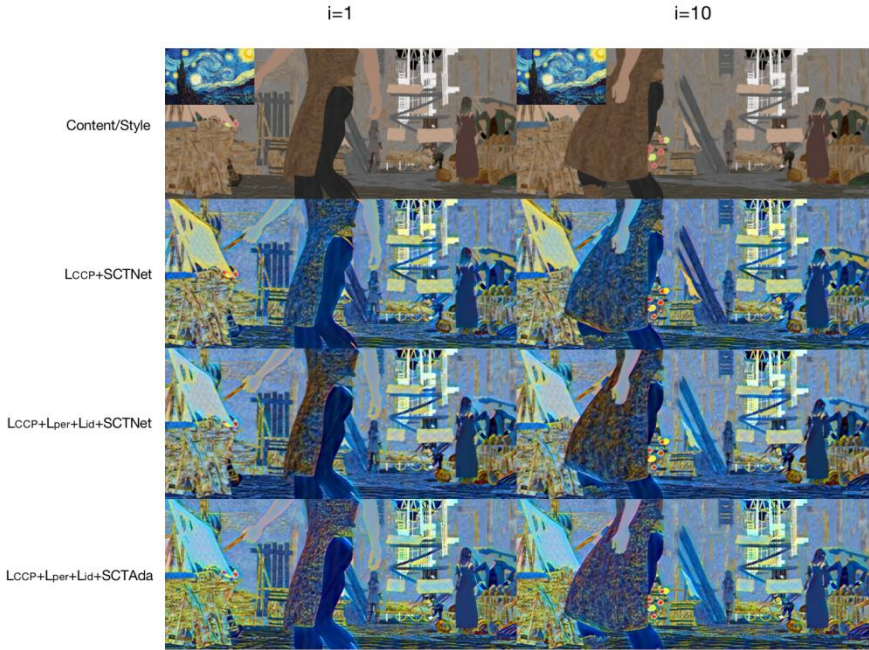 i=1 i=10
Content/Style
LCCP+SCTNet
LCCP+Lper+Lid+SCTNet
LCCP+Lper+Lid+SCTAda